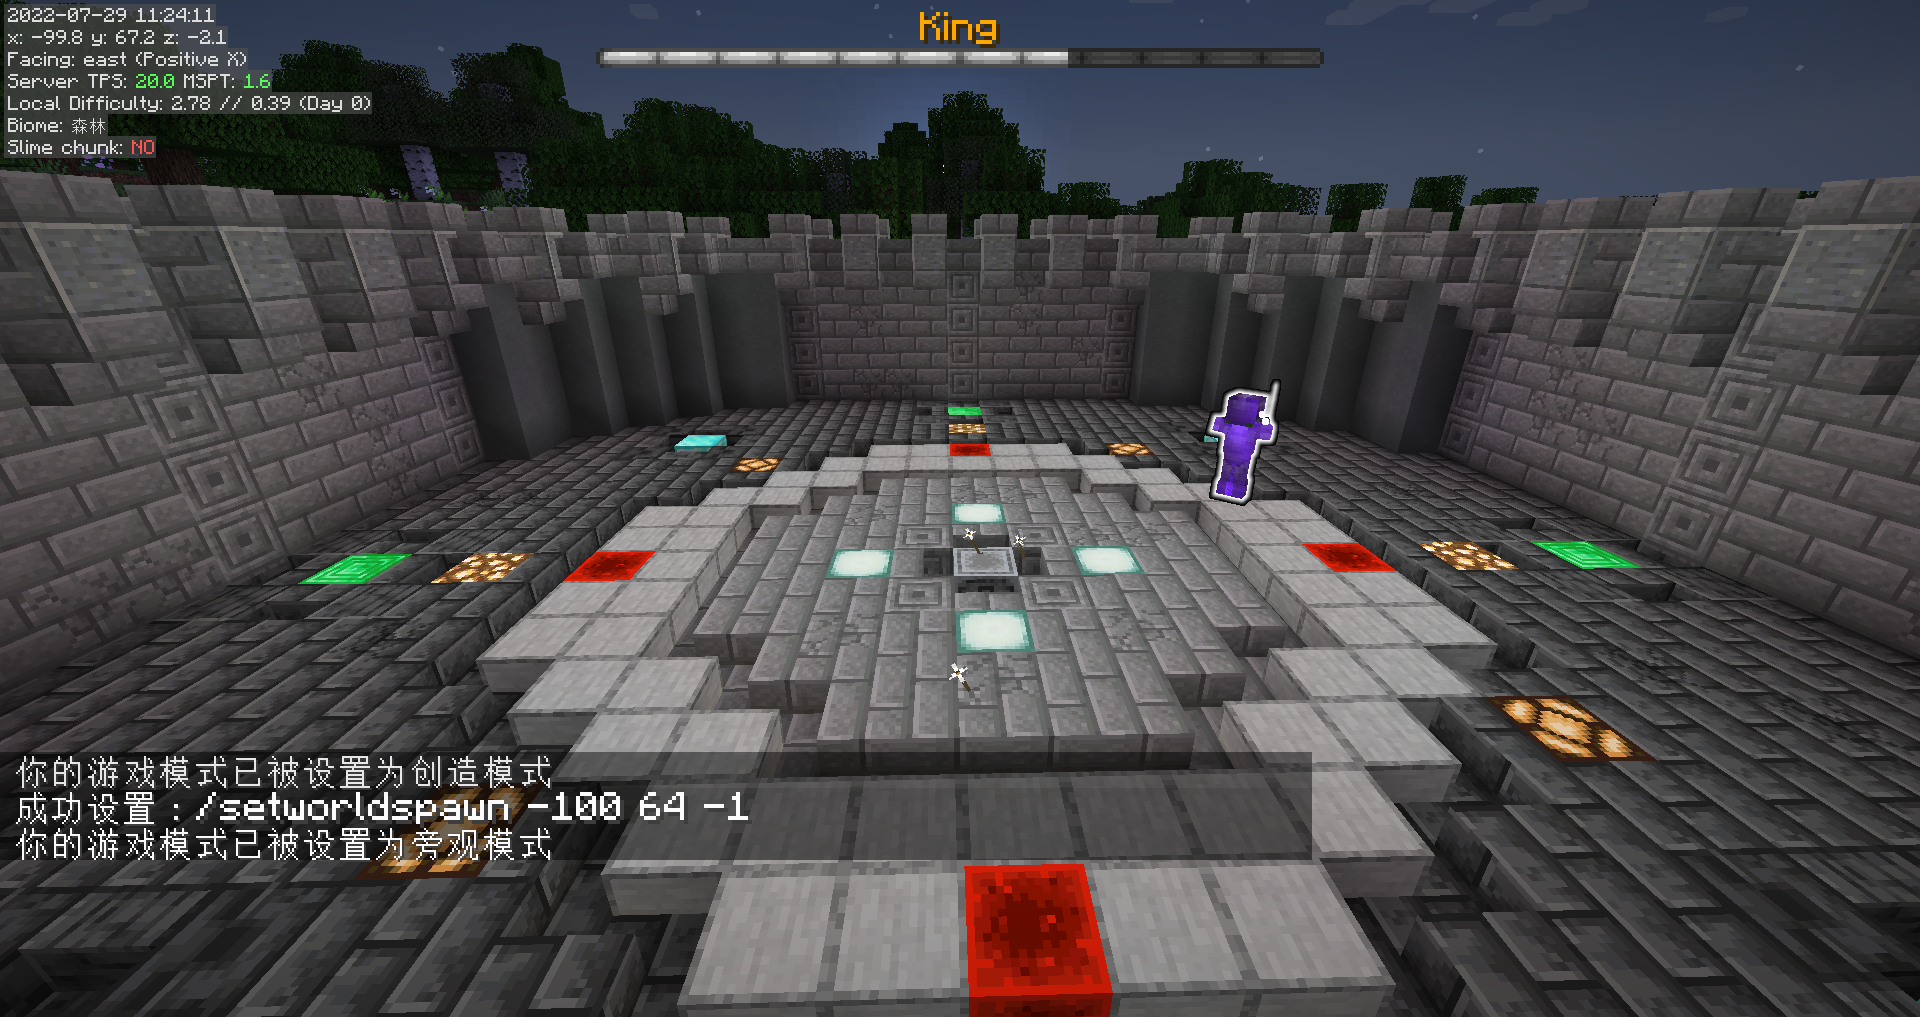 2022-07-29 11:24:11
x: -99.8 y: 67.2 z: -2.1
Facing: east (Positive X)
Server TPS: 20.0 MSPT: 1.6
Local Difficulty: 2.78 // 0.39 (Day 0)
Biome: 森林
Slime chunk: NO
King
你的游戏模式已被设置为创造模式
成功设置：/setworldspawn -100 64 -1
你的游戏模式已被设置为旁观模式